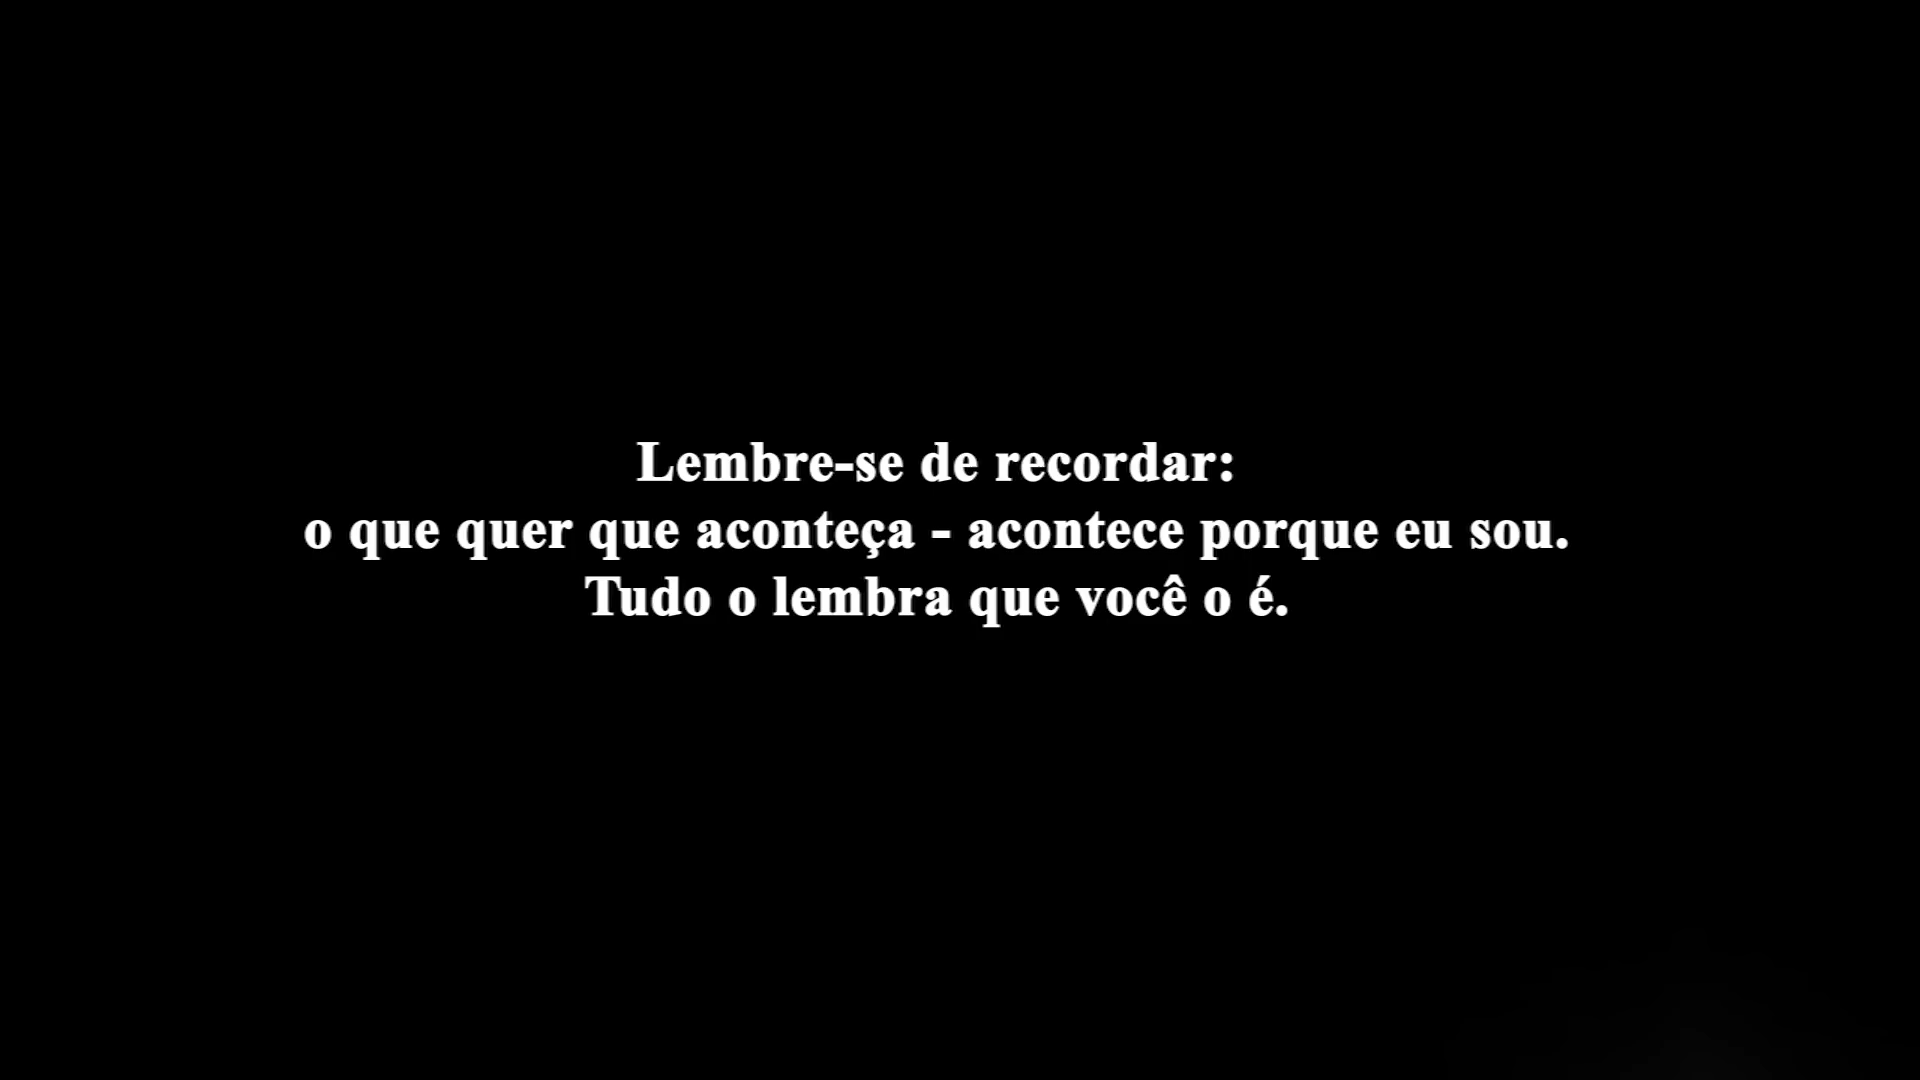 Lembre-se de recordar:
o que quer que aconteça - acontece porque eu sou.
Tudo o lembra que você o é.